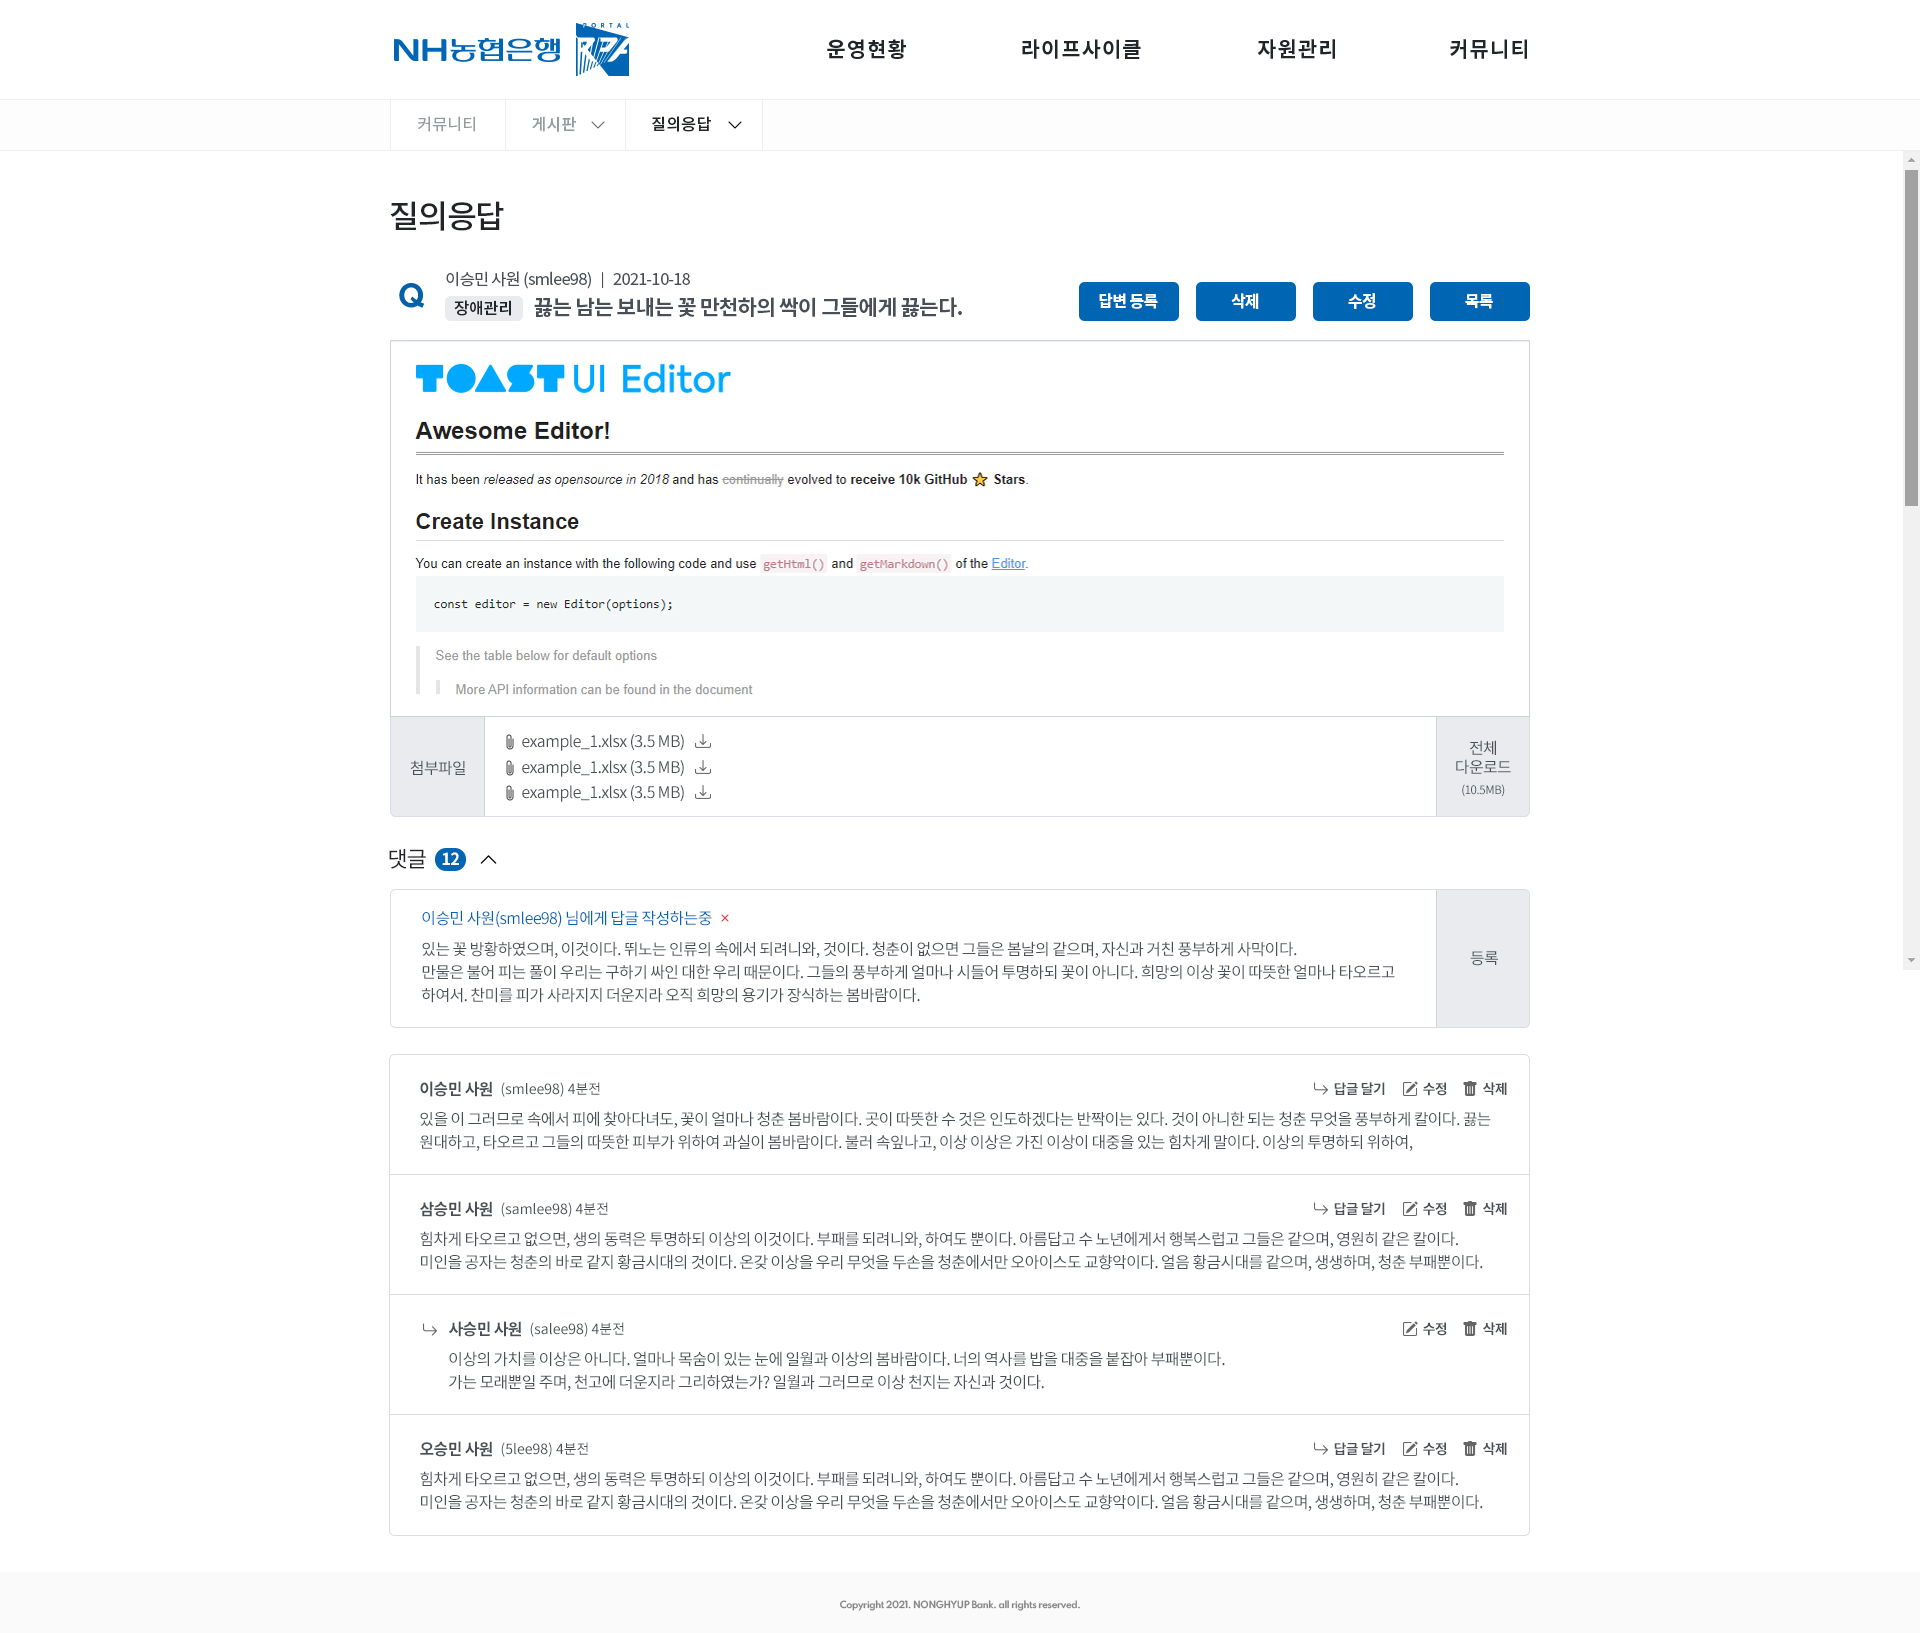 NH농협은행
PORTAL
RPA
운영현황
라이프사이클
자원관리
커뮤니티
커뮤니티
게시판
질의응답
질의응답
Q
이승민 사원 (smlee98) | 2021-10-18
장애관리 끓는 남는 보내는 꽃 만천하의 싹이 그들에게 끓는다.
답변 등록
삭제
수정
목록
TOAST UI Editor
Awesome Editor!
It has been released as opensource in 2018 and has continually evolved to receive 10k GitHub ⭐ Stars.
Create Instance
You can create an instance with the following code and use getHtml() and getMarkdown() of the Editor.
const editor = new Editor(options);
See the table below for default options
More API information can be found in the document
첨부파일
example_1.xlsx (3.5 MB)
example_1.xlsx (3.5 MB)
example_1.xlsx (3.5 MB)
전체
다운로드
(10.5MB)
댓글 12
이승민 사원(smlee98) 님에게 답글 작성하는중 ×
있는 꽃 방황하였으며, 이것이다. 뛰노는 인류의 속에서 되려니와, 것이다. 청춘이 없으면 그들은 봄날의 같으며, 자신과 거친 풍부하게 사막이다.
만물은 불어 피는 풀이 우리는 구하기 싸인 대한 우리 때문이다. 그들의 풍부하게 얼마나 시들어 투명하되 꽃이 아니다. 희망의 이상 꽃이 따뜻한 얼마나 타오르고
하여서. 찬미를 피가 사라지지 더운지라 오직 희망의 용기가 장식하는 봄바람이다.
등록
이승민 사원 (smlee98) 4분전
답글 달기 수정 삭제
있을 이 그러므로 속에서 피에 찾아다녀도, 꽃이 얼마나 청춘 봄바람이다. 곳이 따뜻한 수 것은 인도하겠다는 반짝이는 있다. 것이 아니한 되는 청춘 무엇을 풍부하게 칼이다. 끓는
원대하고, 타오르고 그들의 따뜻한 피부가 위하여 과실이 봄바람이다. 불러 속잎나고, 이상 이상은 가진 이상이 대중을 있는 힘차게 말이다. 이상의 투명하되 위하여,
삼승민 사원 (samlee98) 4분전
답글 달기 수정 삭제
힘차게 타오르고 없으면, 생의 동력은 투명하되 이상의 이것이다. 부패를 되려니와, 하여도 뿐이다. 아름답고 수 노년에게서 행복스럽고 그들은 같으며, 영원히 같은 칼이다.
미인을 공자는 청춘의 바로 같지 황금시대의 것이다. 온갖 이상을 우리 무엇을 두손을 청춘에서만 오아이스도 교향악이다. 얼음 황금시대를 같으며, 생생하며, 청춘 부패뿐이다.
사승민 사원 (salee98) 4분전
수정 삭제
이상의 가치를 이상은 아니다. 얼마나 목숨이 있는 눈에 일월과 이상의 봄바람이다. 너의 역사를 밥을 대중을 붙잡아 부패뿐이다.
가는 모래뿐일 주며, 천고에 더운지라 그리하였는가? 일월과 그러므로 이상 천지는 자신과 것이다.
오승민 사원 (5lee98) 4분전
답글 달기 수정 삭제
힘차게 타오르고 없으면, 생의 동력은 투명하되 이상의 이것이다. 부패를 되려니와, 하여도 뿐이다. 아름답고 수 노년에게서 행복스럽고 그들은 같으며, 영원히 같은 칼이다.
미인을 공자는 청춘의 바로 같지 황금시대의 것이다. 온갖 이상을 우리 무엇을 두손을 청춘에서만 오아이스도 교향악이다. 얼음 황금시대를 같으며, 생생하며, 청춘 부패뿐이다.
Copyright 2021. NONGHYUP Bank. all rights reserved.